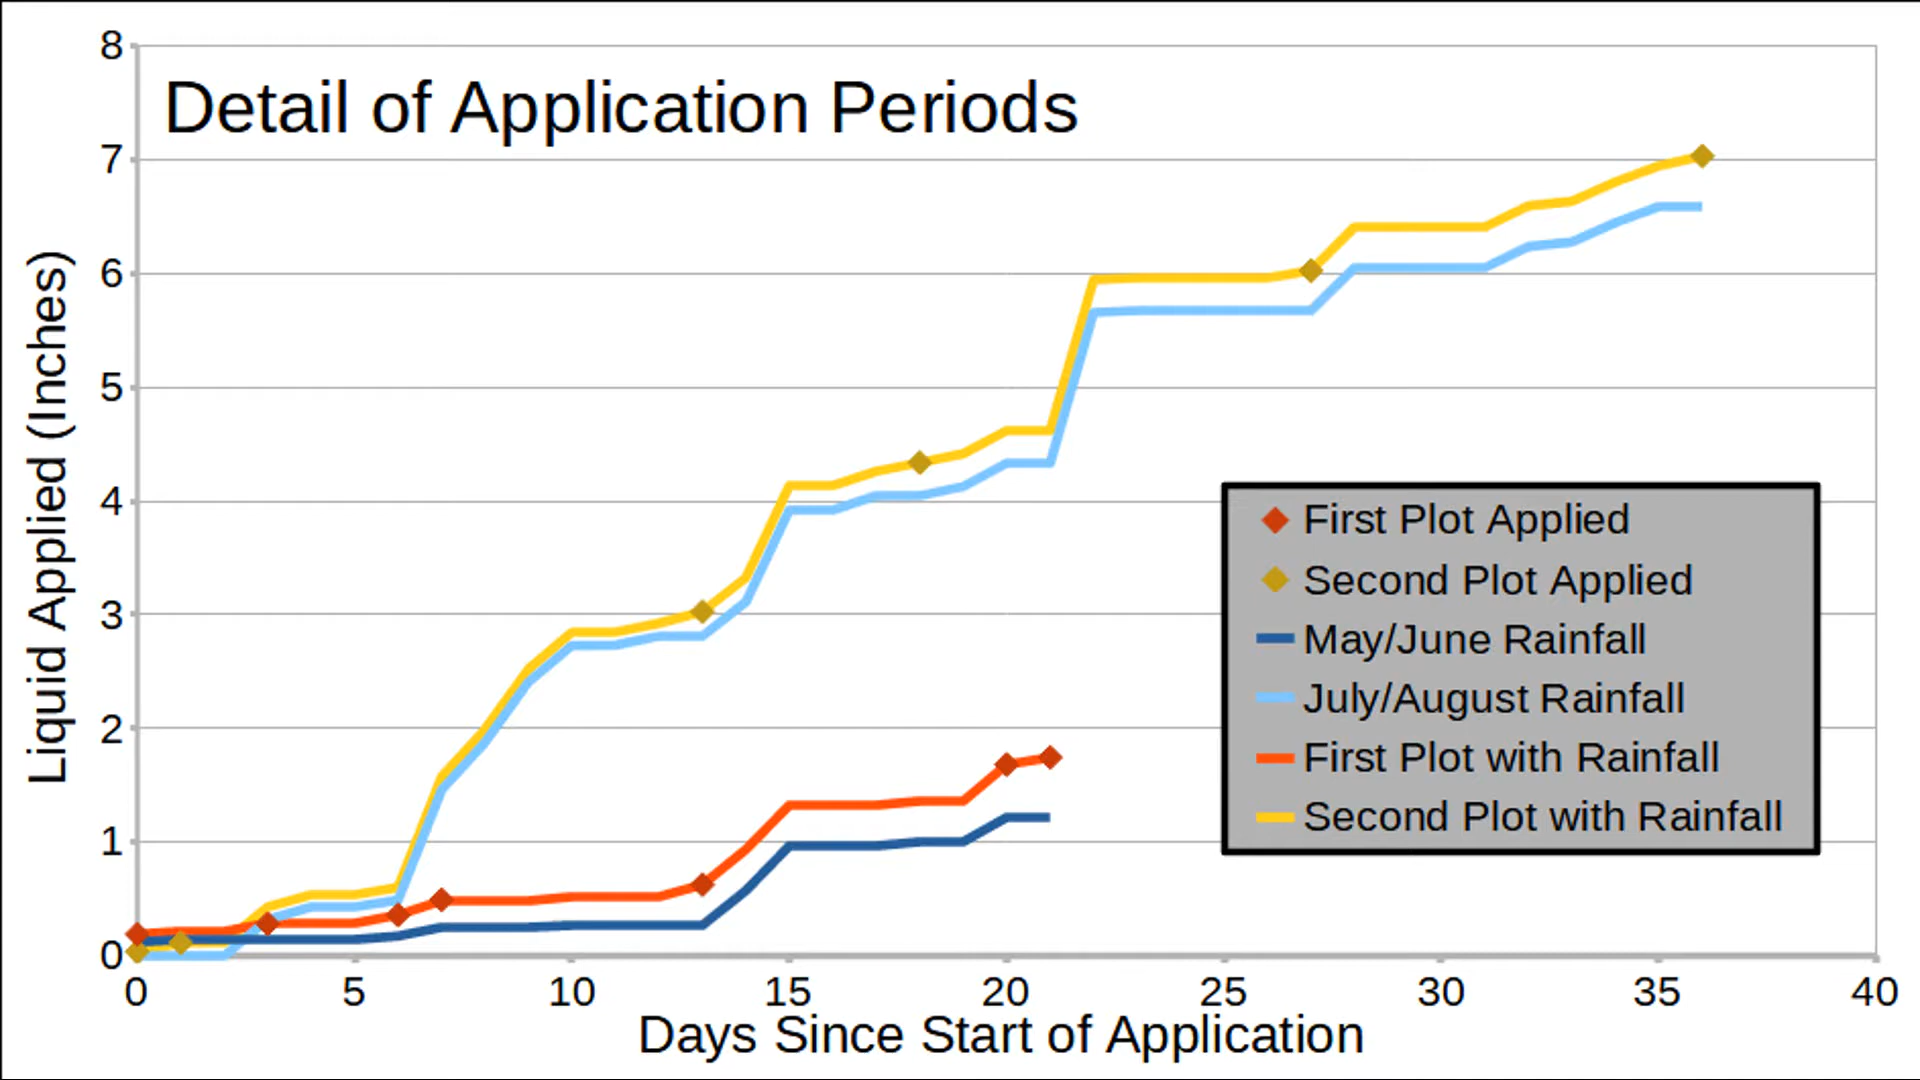 Detail of Application Periods
Liquid Applied (Inches)
8
7
6
5
4
3
2
1
0
First Plot Applied
Second Plot Applied
May/June Rainfall
July/August Rainfall
First Plot with Rainfall
Second Plot with Rainfall
0 5 10 15 20 25 30 35 40
Days Since Start of Application